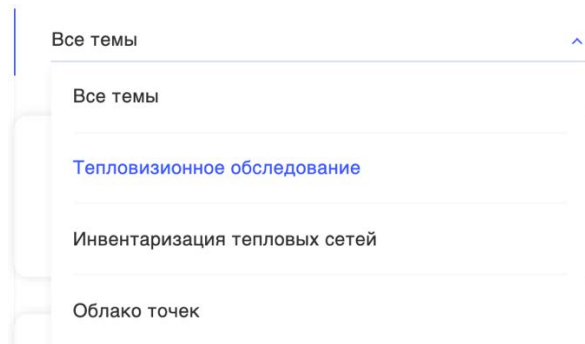 Все темы
Все темы
Тепловизионное обследование
Инвентаризация тепловых сетей
Облако точек